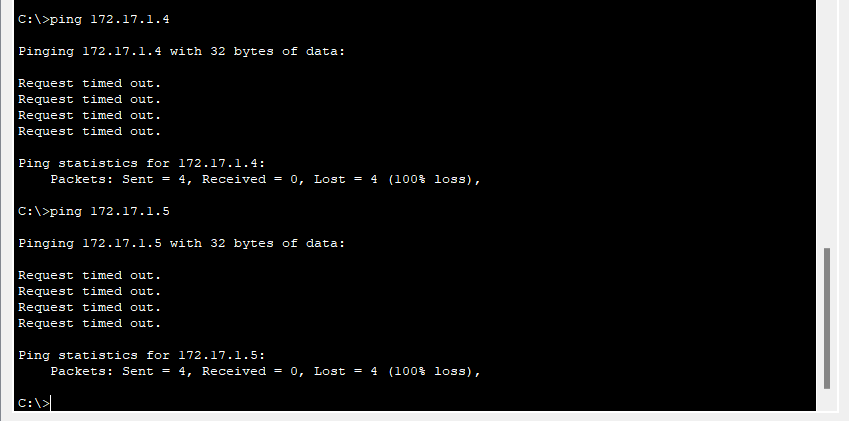 C:\>ping 172.17.1.4
Pinging 172.17.1.4 with 32 bytes of data:
Request timed out.
Request timed out.
Request timed out.
Request timed out.
Ping statistics for 172.17.1.4:
    Packets: Sent = 4, Received = 0, Lost = 4 (100% loss),
C:\>ping 172.17.1.5
Pinging 172.17.1.5 with 32 bytes of data:
Request timed out.
Request timed out.
Request timed out.
Request timed out.
Ping statistics for 172.17.1.5:
    Packets: Sent = 4, Received = 0, Lost = 4 (100% loss),
C:\>